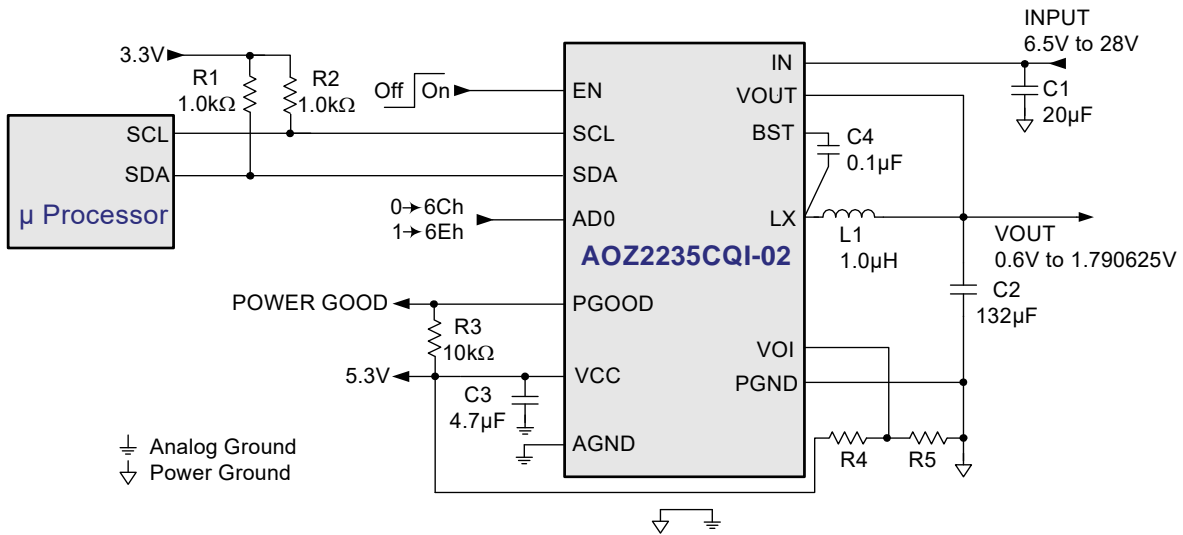 INPUT
6.5V to 28V
3.3V
R1
1.0kΩ
R2
1.0kΩ
Off
On
EN
IN
VOUT
C1
20µF
SCL
SCL
BST
C4
0.1µF
SDA
SDA
µ Processor
0→6Ch
1→6Eh
AD0
LX
AOZ2235CQI-02
L1
1.0µH
VOUT
0.6V to 1.790625V
C2
132µF
POWER GOOD
PGOOD
R3
10kΩ
VOI
5.3V
VCC
PGND
C3
4.7µF
AGND
R4
R5
Analog Ground
Power Ground